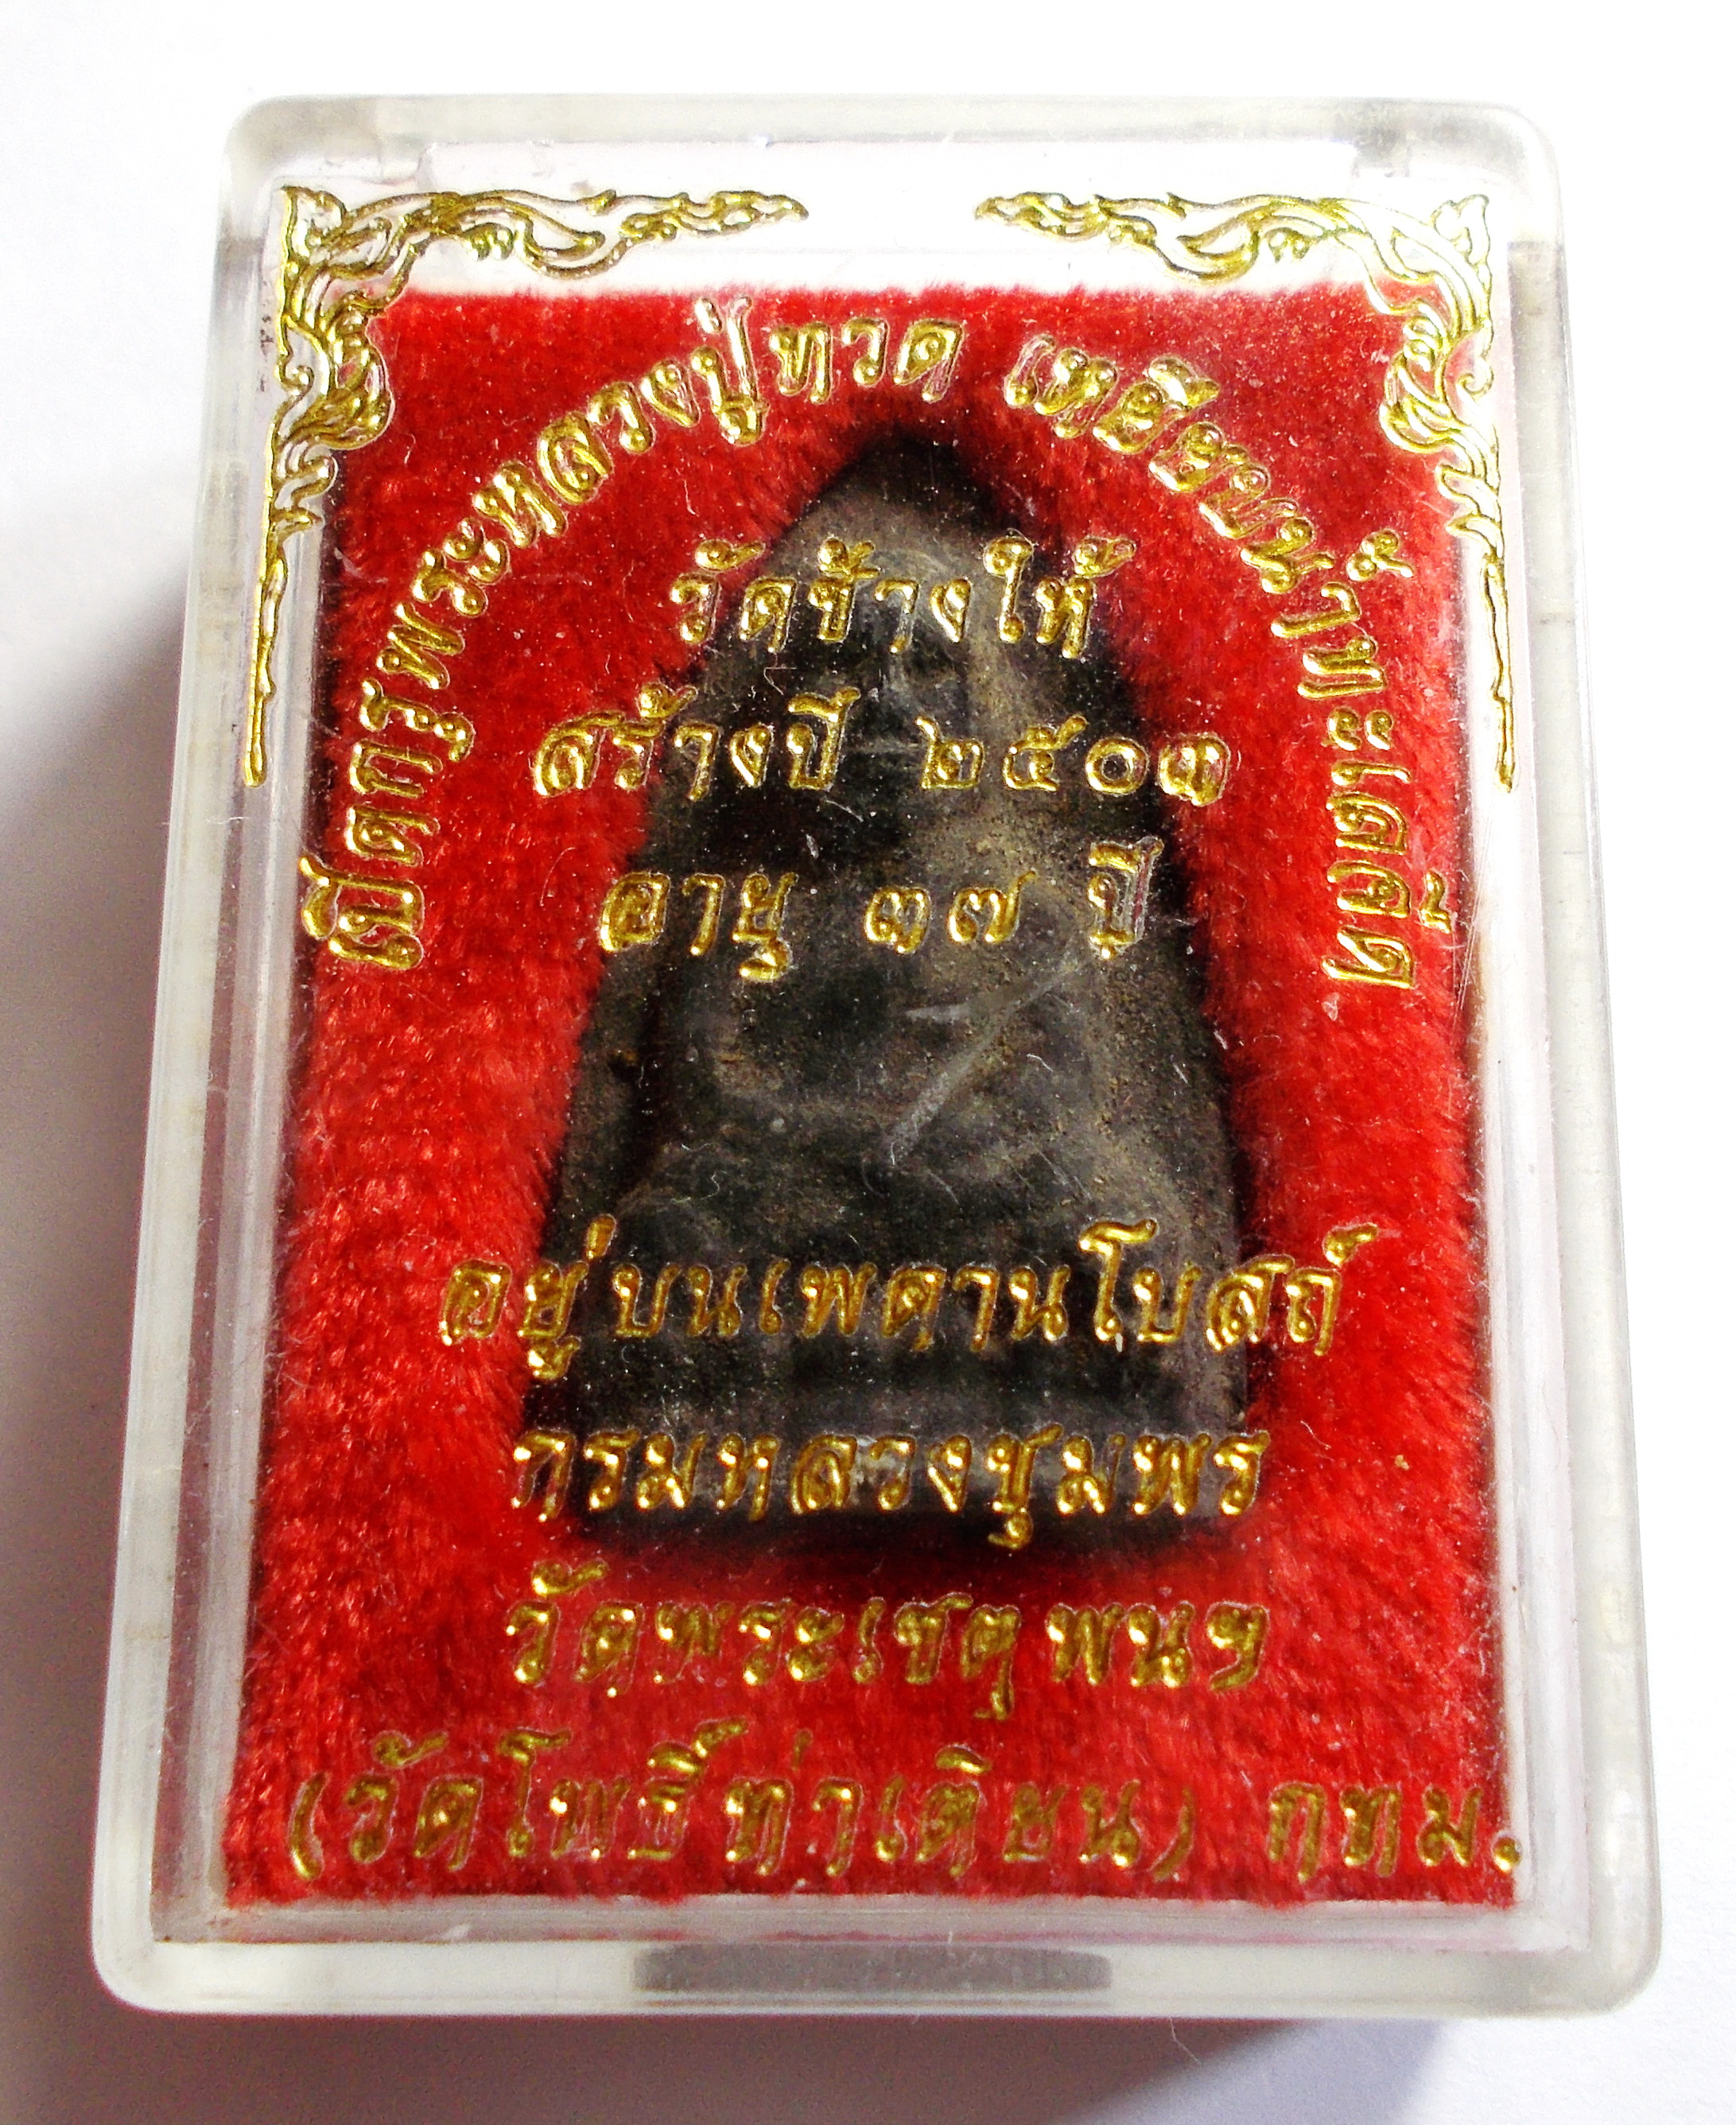 เปิดกรุพระหลวงปู่ทวด เหยียบน้ำทะเลจืด
วัดช้างให้
สร้างปี ๒๕๐๓
อายุ ๓๗ ปี
อยู่บนเพดานโบสถ์
กรมหลวงชุมพร
วัดพระเชตุพนฯ
(วัดโพธิ์ท่าเตียน) กทม.